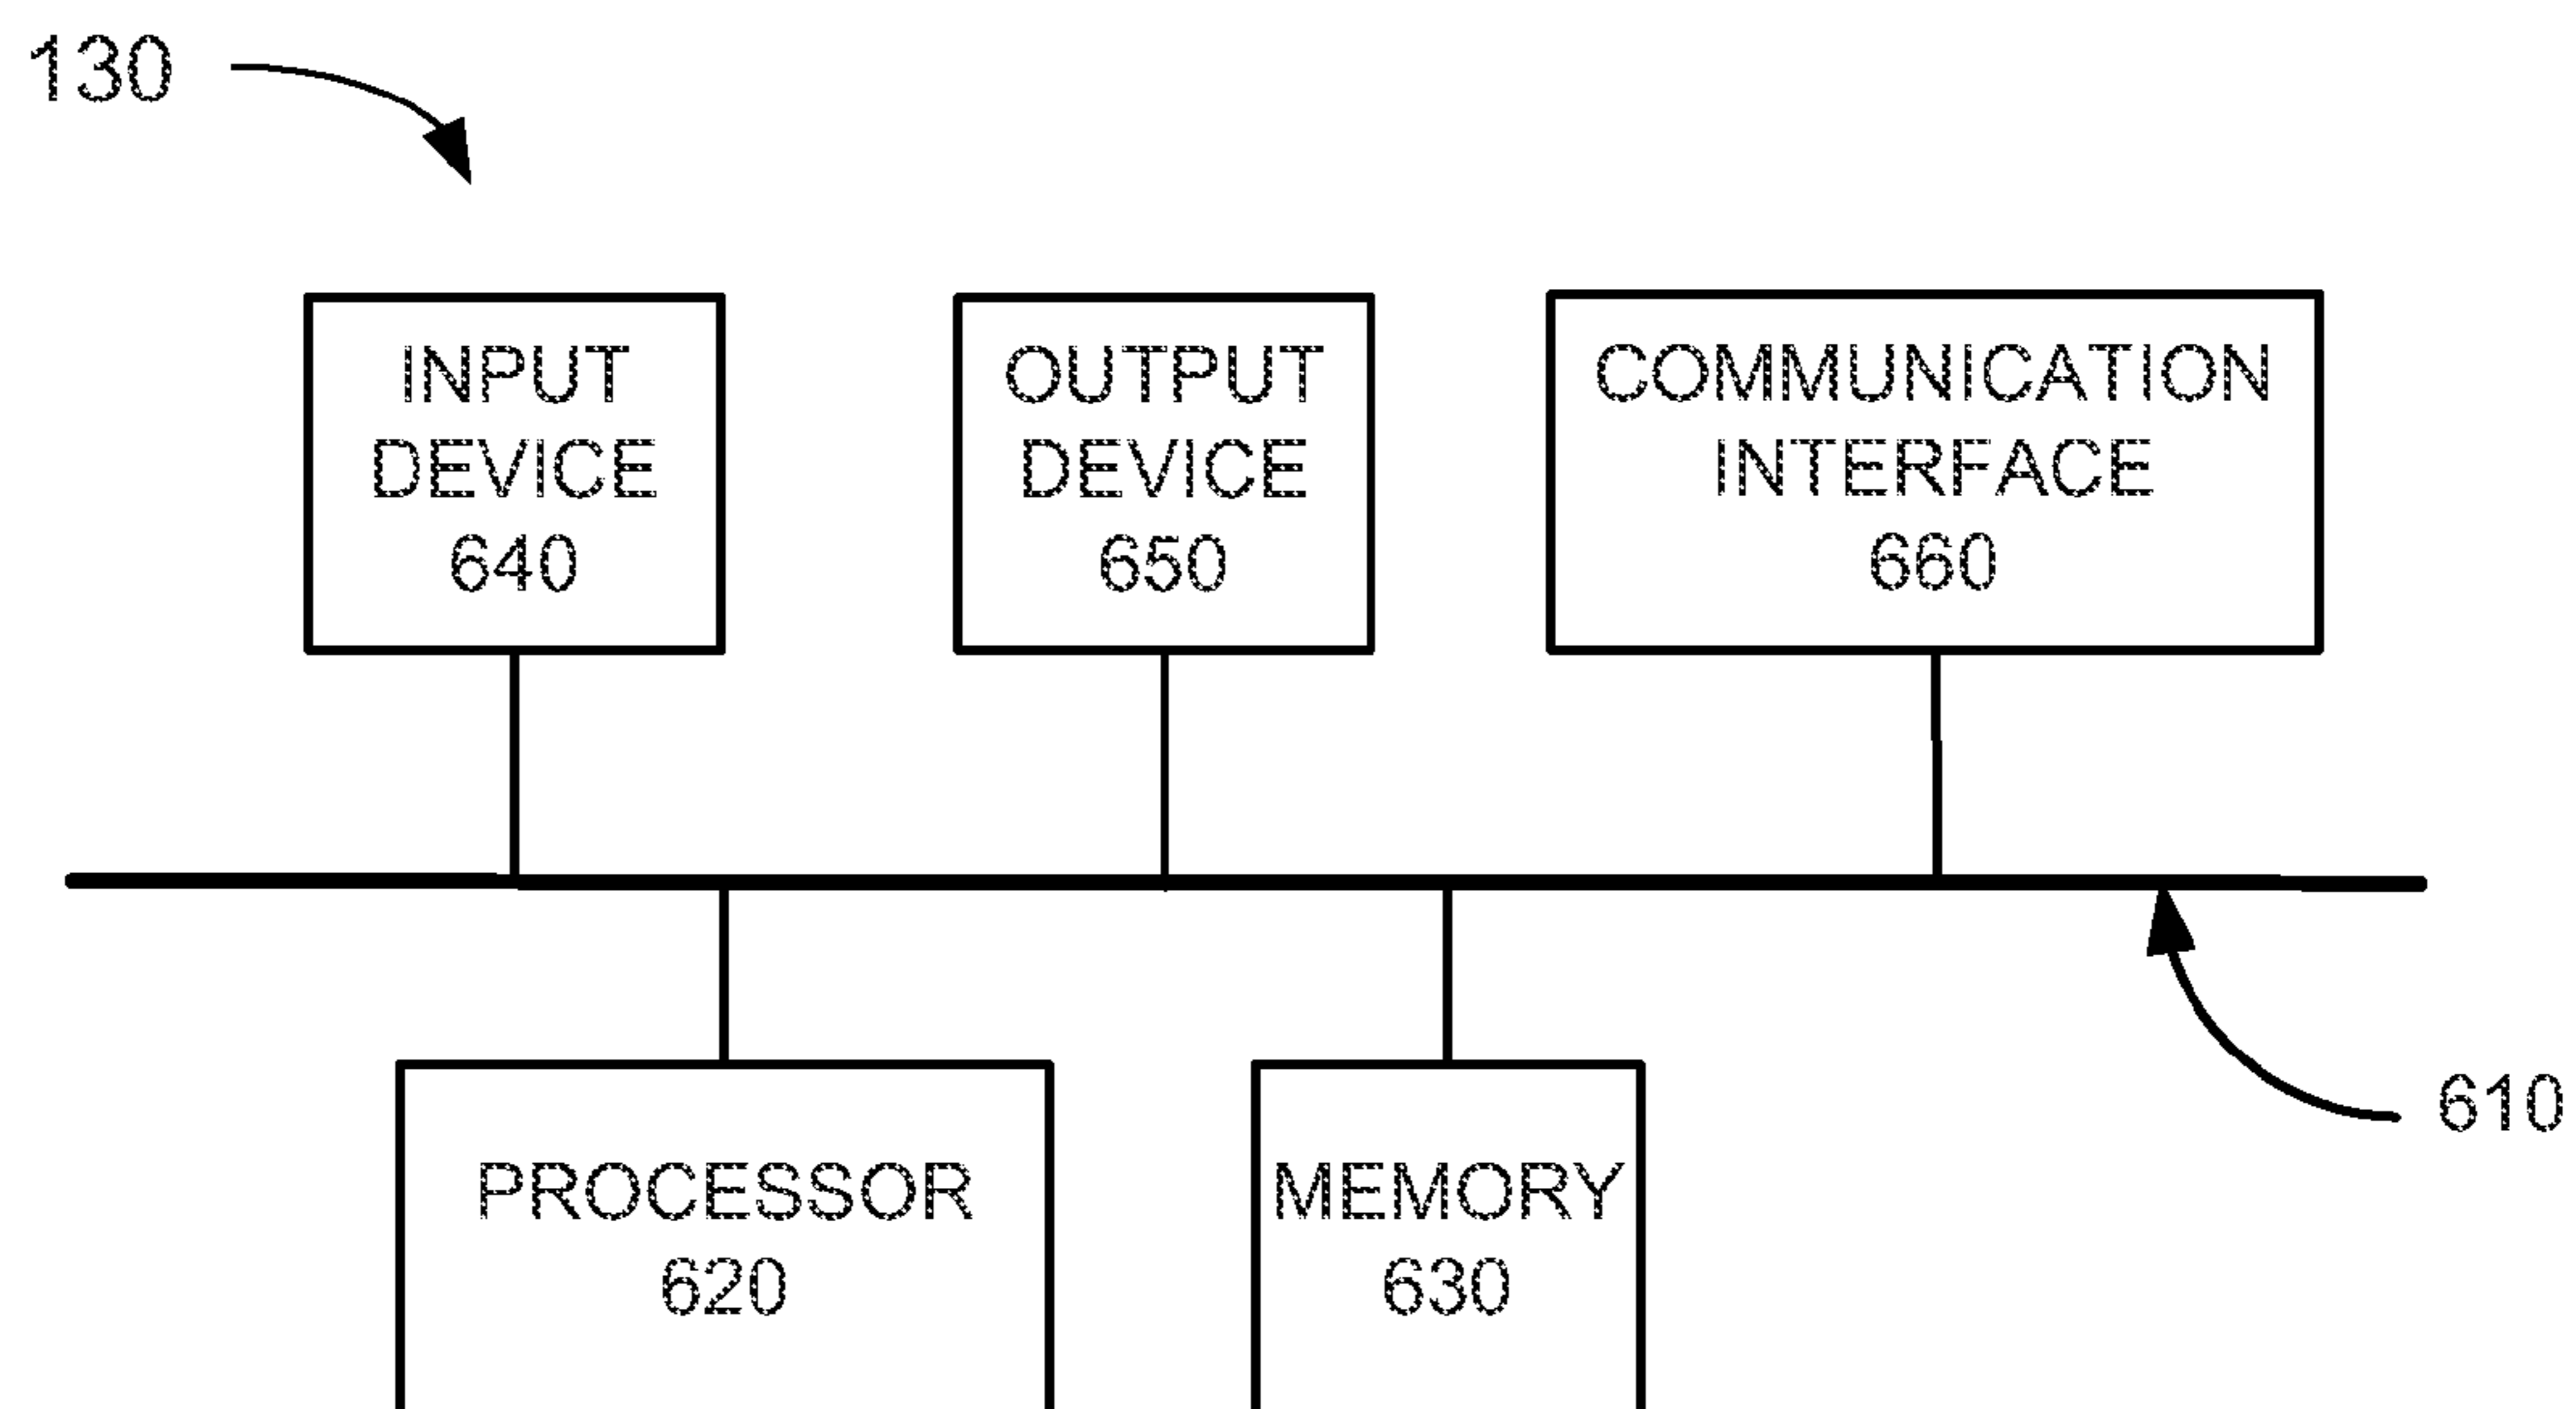 130
INPUT
DEVICE
640
OUTPUT
DEVICE
650
COMMUNICATION
INTERFACE
660
610
PROCESSOR
620
MEMORY
630